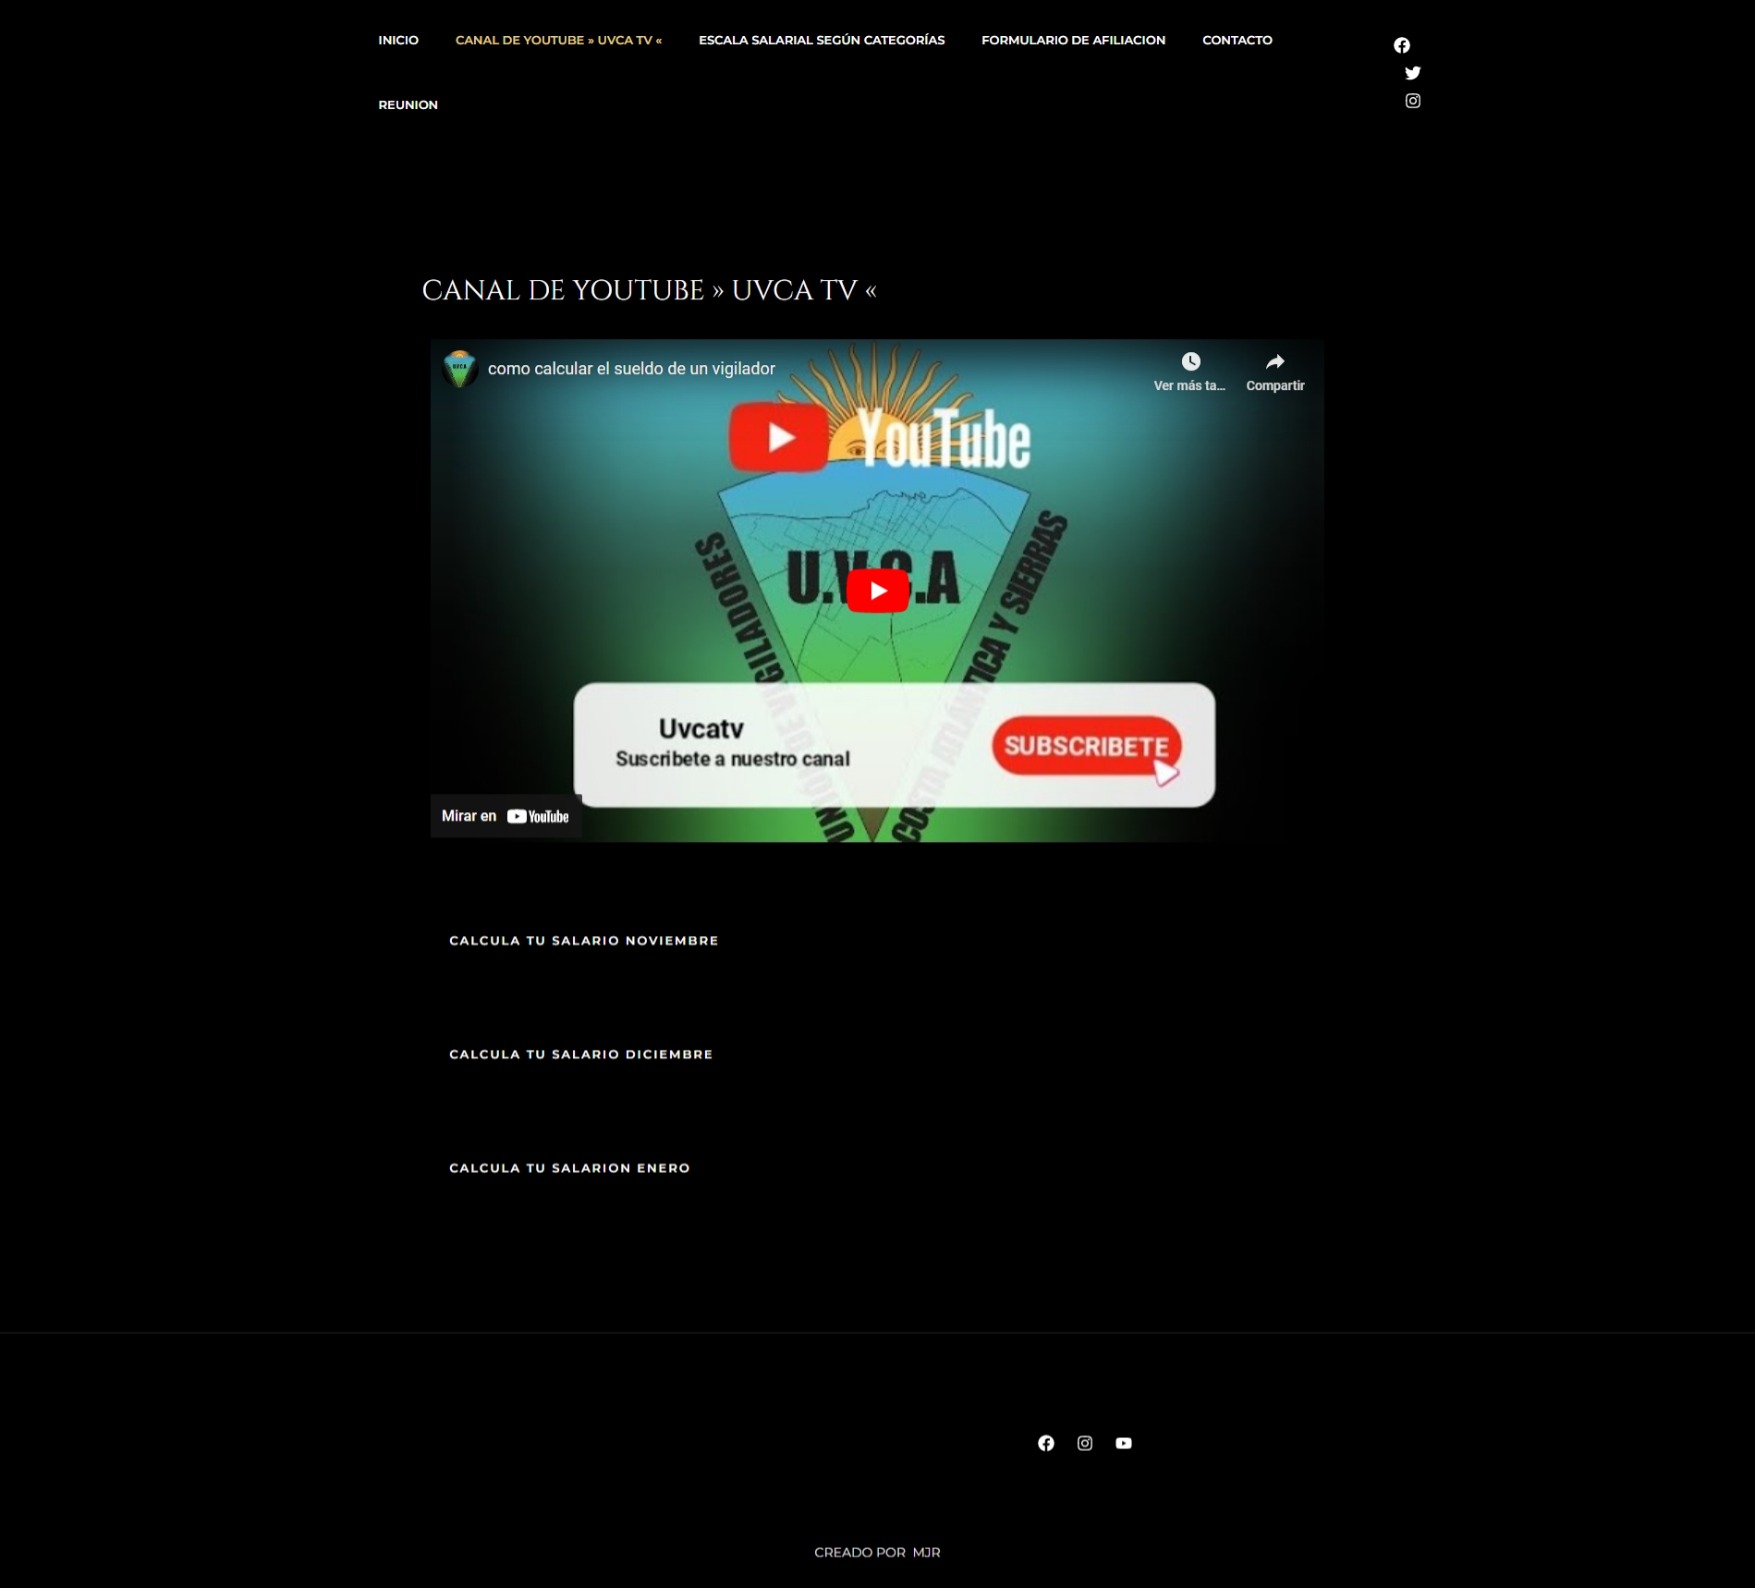 INICIO
CANAL DE YOUTUBE » UVCA TV «
ESCALA SALARIAL SEGÚN CATEGORÍAS
FORMULARIO DE AFILIACION
CONTACTO
REUNION
CANAL DE YOUTUBE » UVCA TV «
U.V.C.A
como calcular el sueldo de un vigilador
Ver más ta...
Compartir
YouTube
U.V.C.A
UNIÓN DE VIGILADORES
COSTA ATLÁNTICA Y SIERRAS
Uvcatv
Suscribete a nuestro canal
SUBSCRIBETE
Mirar en YouTube
CALCULA TU SALARIO NOVIEMBRE
CALCULA TU SALARIO DICIEMBRE
CALCULA TU SALARION ENERO
CREADO POR MJR